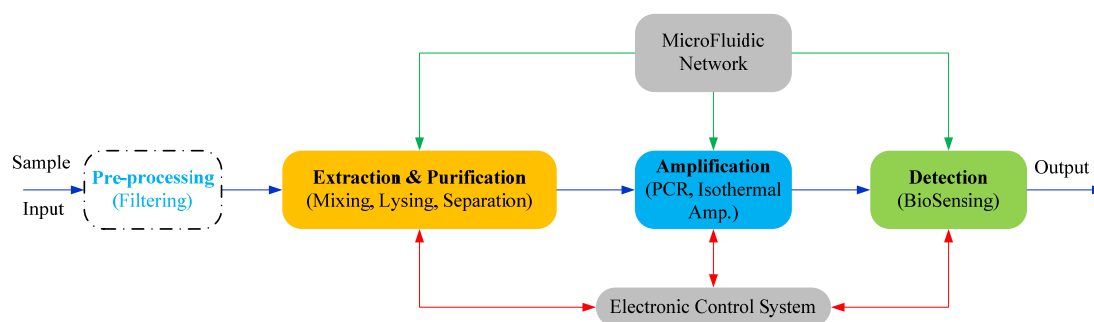 MicroFluidic
Network
Sample
Input
Pre-processing
(Filtering)
Extraction & Purification
(Mixing, Lysing, Separation)
Amplification
(PCR, Isothermal
Amp.)
Detection
(BioSensing)
Output
Electronic Control System